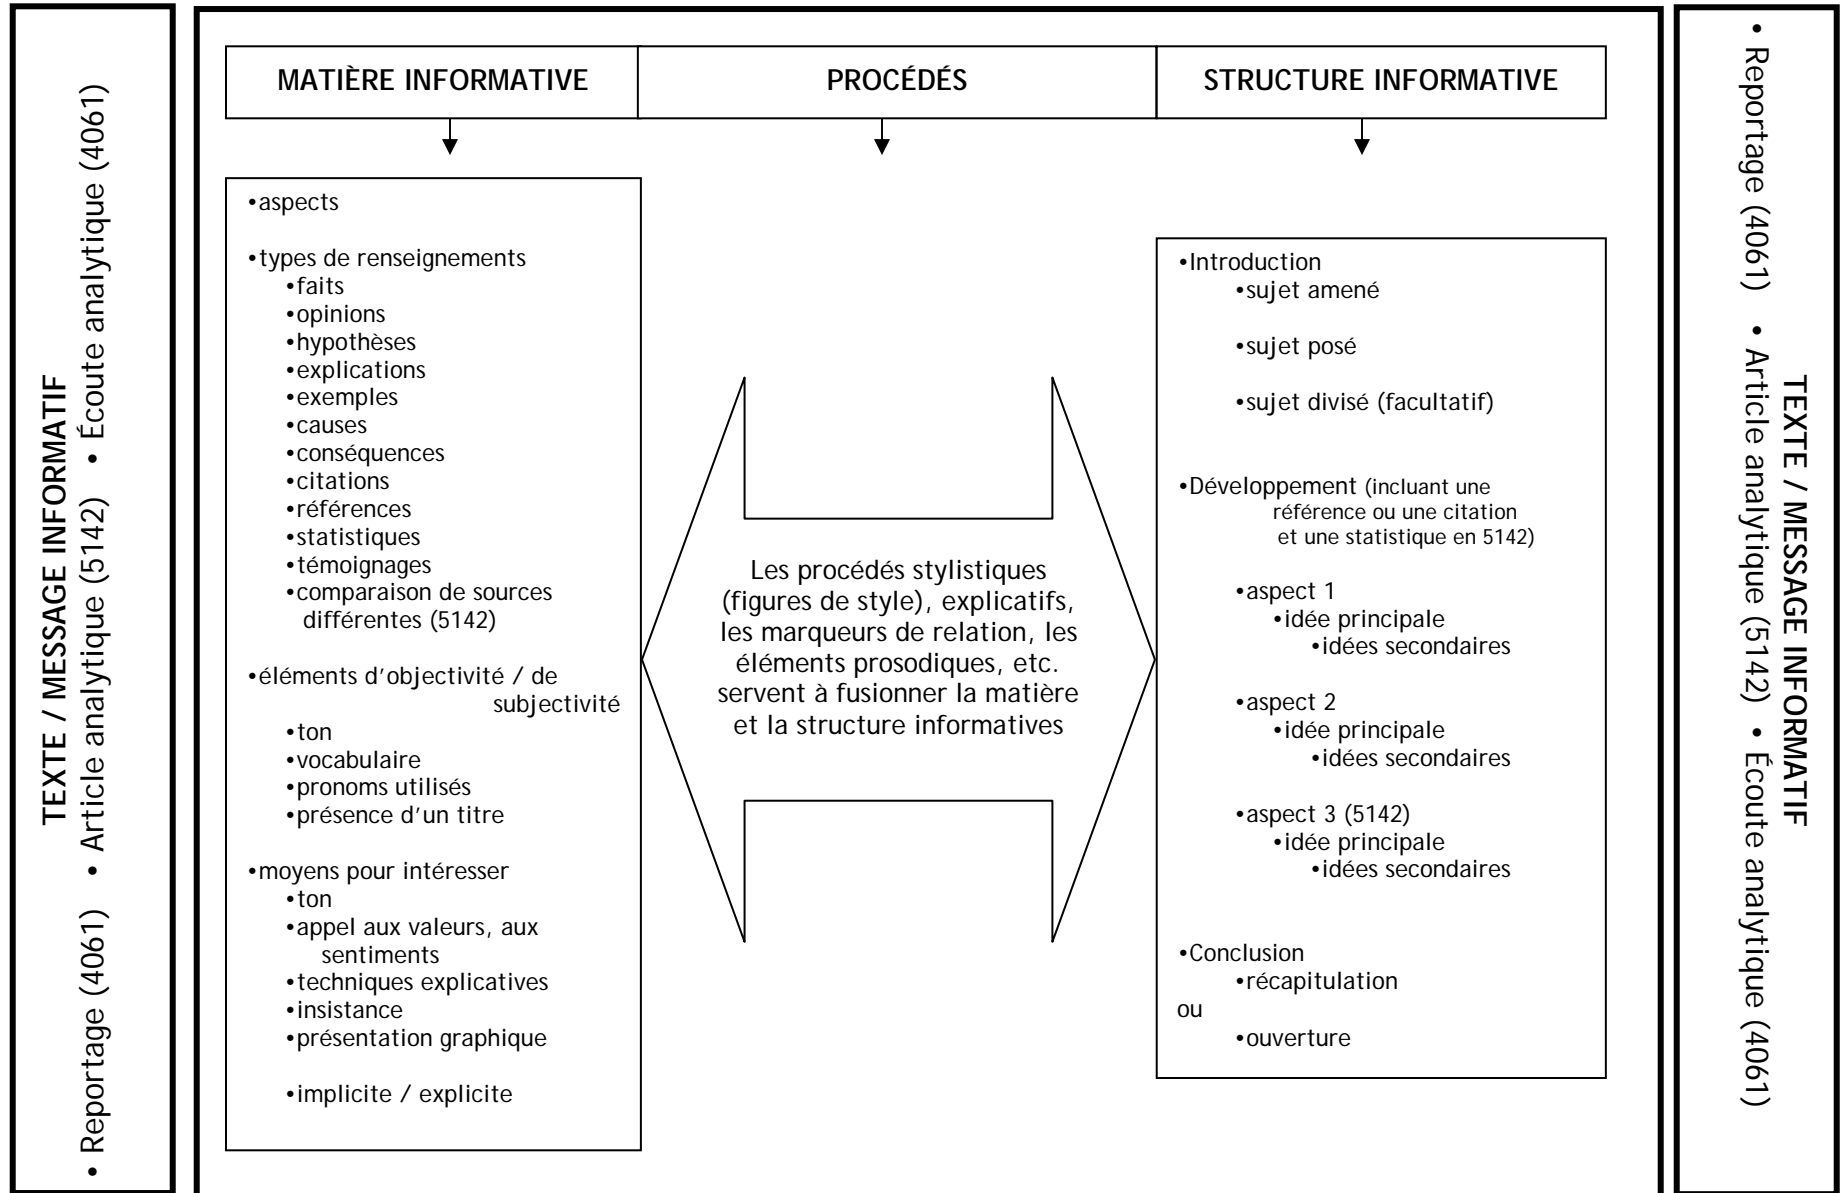 TEXTE / MESSAGE INFORMATIF
• Reportage (4061) • Article analytique (5142) • Écoute analytique (4061)
MATIÈRE INFORMATIVE
PROCÉDÉS
STRUCTURE INFORMATIVE
•aspects
•types de renseignements
•faits
•opinions
•hypothèses
•explications
•exemples
•causes
•conséquences
•citations
•références
•statistiques
•témoignages
•comparaison de sources
différentes (5142)
•éléments d'objectivité / de
subjectivité
•ton
•vocabulaire
•pronoms utilisés
•présence d'un titre
•moyens pour intéresser
•ton
•appel aux valeurs, aux
sentiments
•techniques explicatives
•insistance
•présentation graphique
•implicite / explicite
Les procédés stylistiques
(figures de style), explicatifs,
les marqueurs de relation, les
éléments prosodiques, etc.
servent à fusionner la matière
et la structure informatives
•Introduction
•sujet amené
•sujet posé
•sujet divisé (facultatif)
•Développement (incluant une
référence ou une citation
et une statistique en 5142)
•aspect 1
•idée principale
•idées secondaires
•aspect 2
•idée principale
•idées secondaires
•aspect 3 (5142)
•idée principale
•idées secondaires
•Conclusion
•récapitulation
ou
•ouverture
TEXTE / MESSAGE INFORMATIF
• Reportage (4061) • Article analytique (5142) • Écoute analytique (4061)